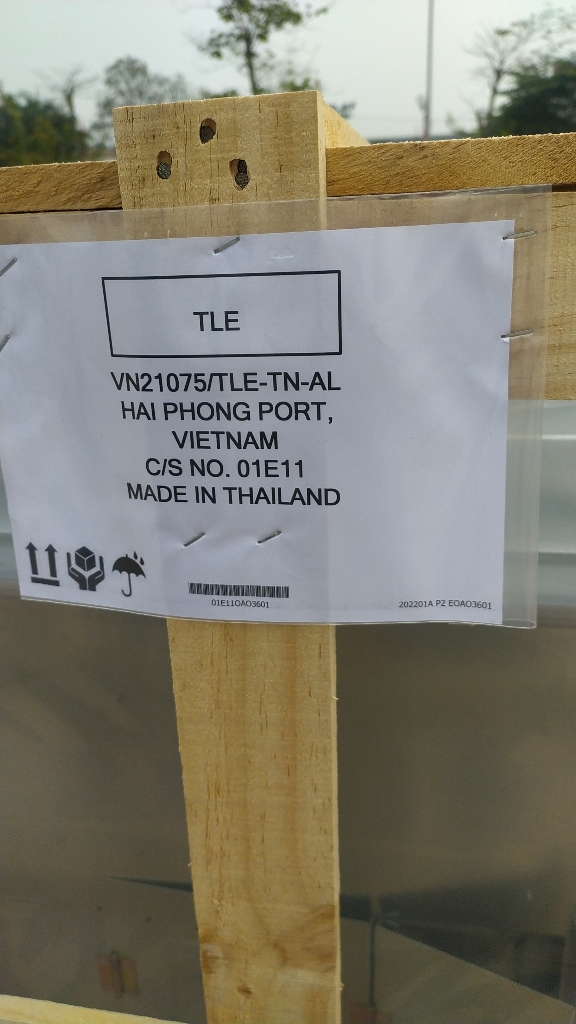 TLE
VN21075/TLE-TN-AL
HAI PHONG PORT,
VIETNAM
C/S NO. 01E11
MADE IN THAILAND
01E11OAO3601
202201A P2 EOAO3601